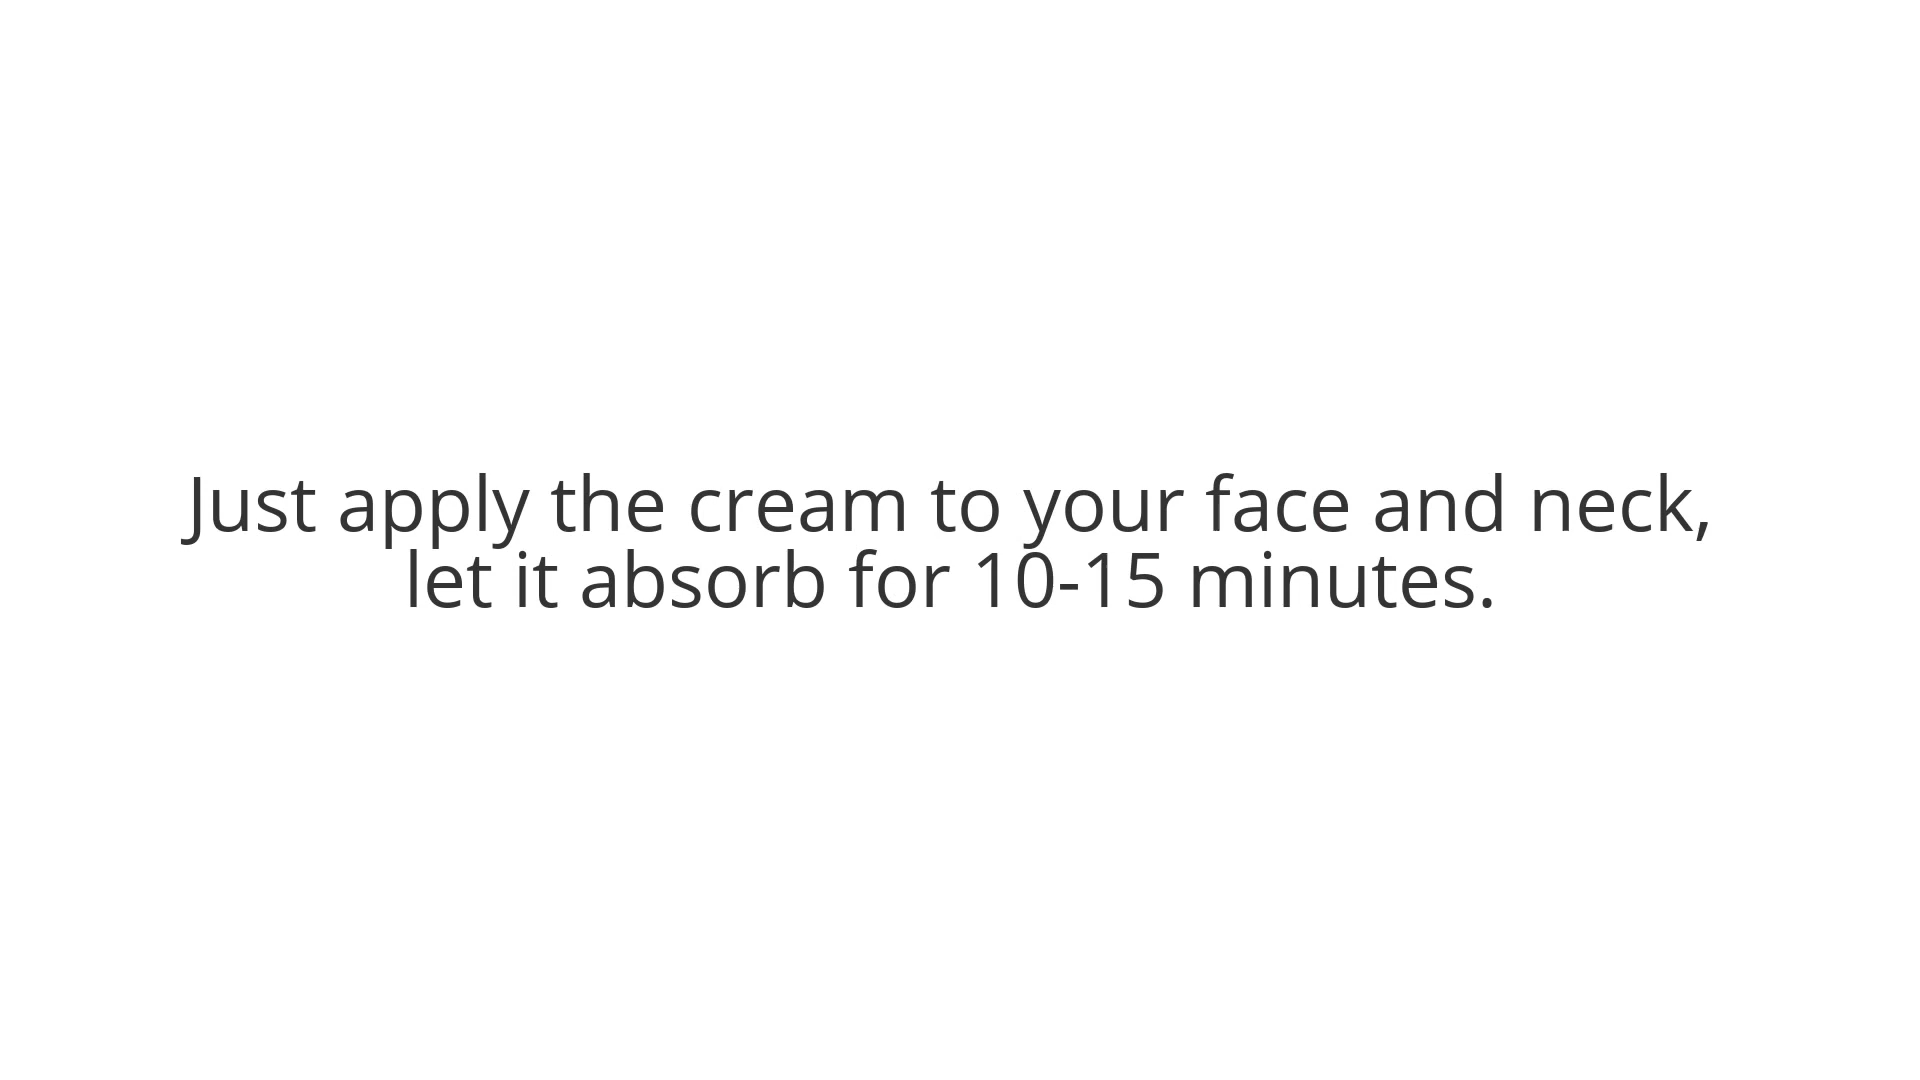 Just apply the cream to your face and neck,
let it absorb for 10-15 minutes.